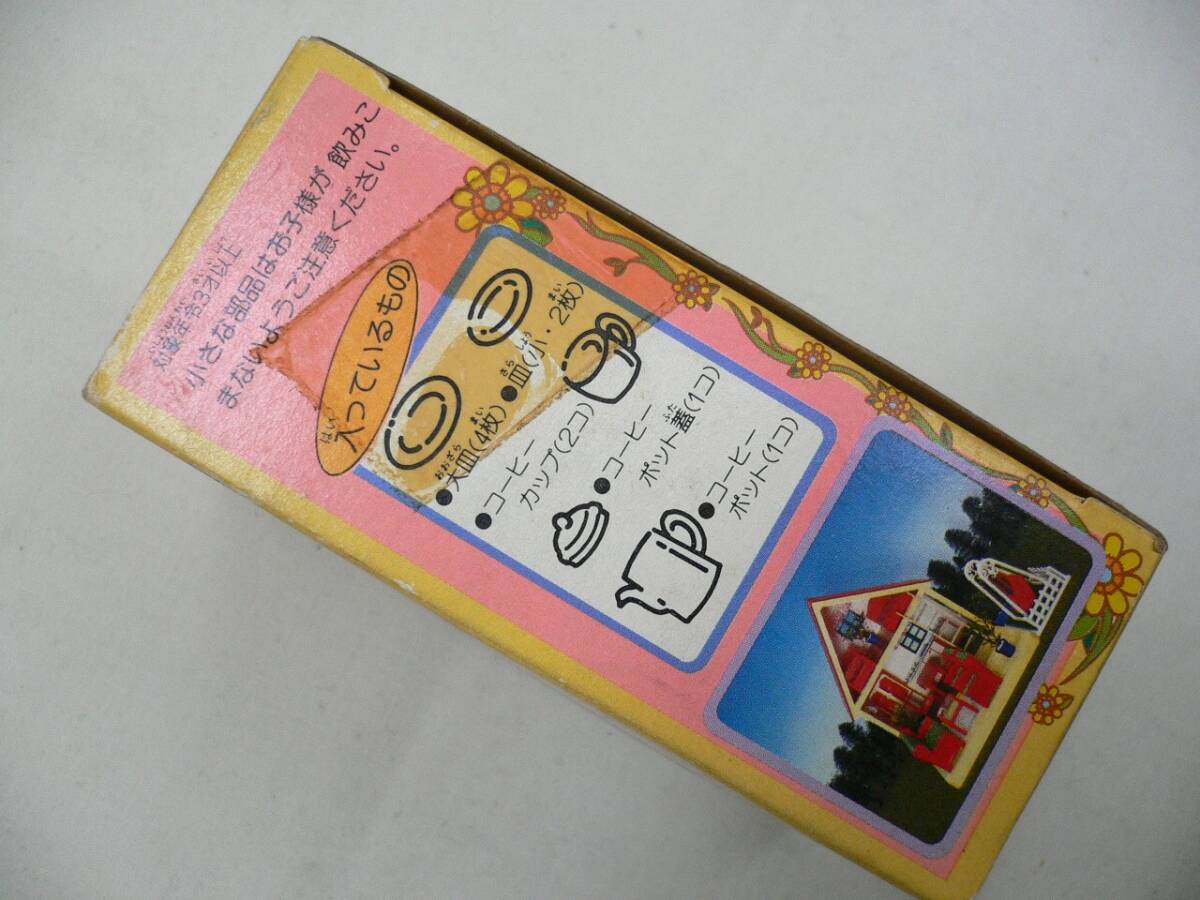 対象年令3才以上
小さな部品はお子様が飲みこ
まないようご注意ください。
入っているもの
●大皿(4枚)●皿(小・2枚)
●コーヒー
カップ(2コ)
●コーヒー
ポット蓋(1コ)
●コーヒー
ポット(1コ)